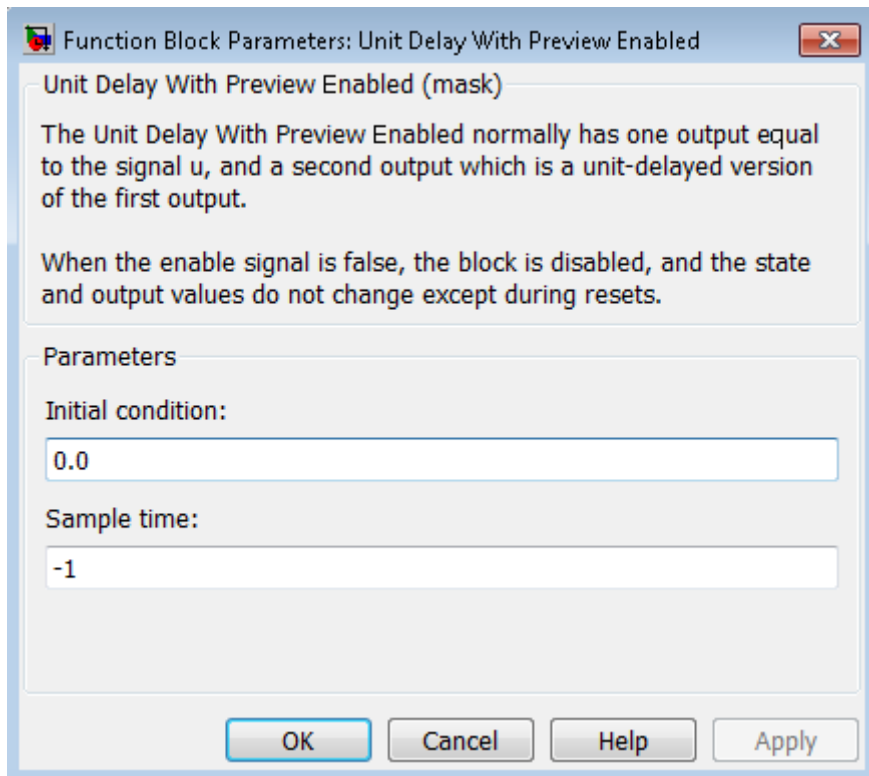 Function Block Parameters: Unit Delay With Preview Enabled
Unit Delay With Preview Enabled (mask)
The Unit Delay With Preview Enabled normally has one output equal
to the signal u, and a second output which is a unit-delayed version
of the first output.
When the enable signal is false, the block is disabled, and the state
and output values do not change except during resets.
Parameters
Initial condition:
0.0
Sample time:
-1
OK Cancel Help Apply